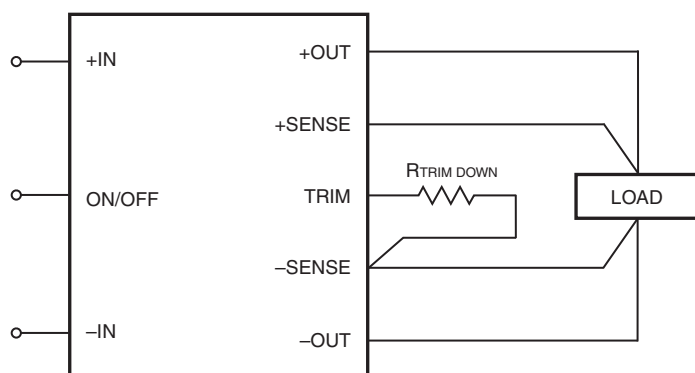 +IN
+OUT
+SENSE
RTRIM DOWN
ON/OFF
TRIM
LOAD
–SENSE
–IN
–OUT